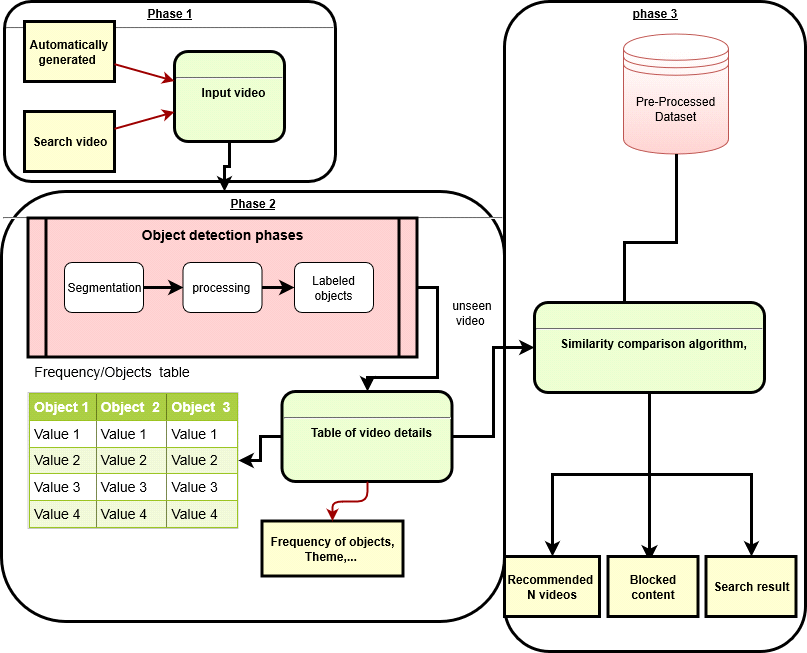 Phase 1
Automatically
generated
Input video
Search video
Phase 2
Object detection phases
Segmentation
processing
Labeled
objects
unseen
video
Frequency/Objects table
Object 1 Object 2 Object 3
Value 1 Value 1 Value 1
Value 2 Value 2 Value 2
Value 3 Value 3 Value 3
Value 4 Value 4 Value 4
Table of video details
Frequency of objects,
Theme,...
phase 3
Pre-Processed
Dataset
Similarity comparison algorithm,
Recommended
N videos
Blocked
content
Search result